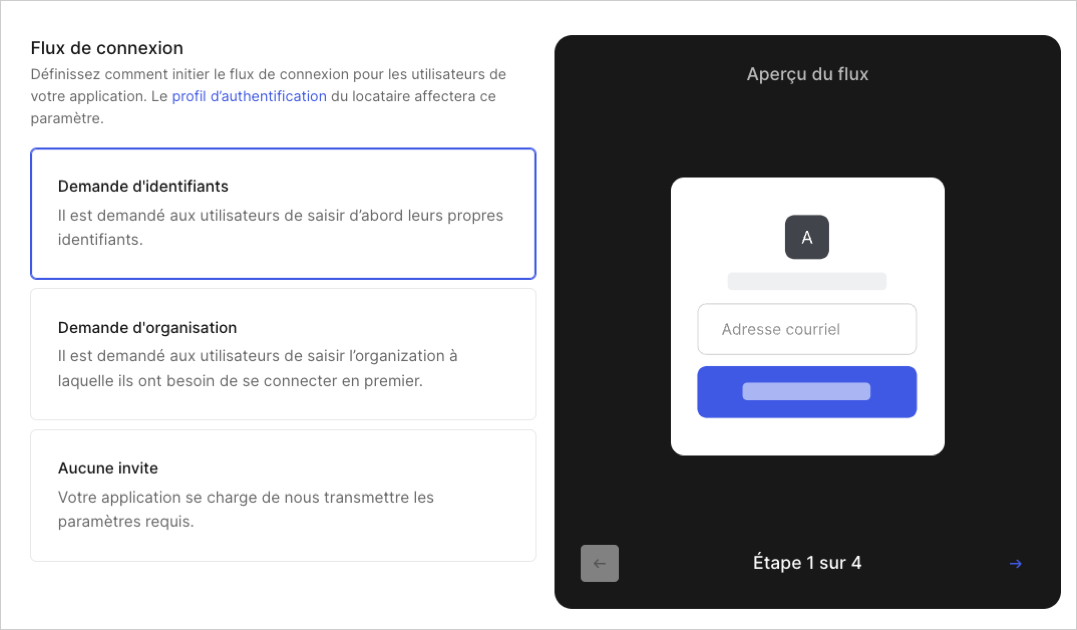 Flux de connexion
Définissez comment initier le flux de connexion pour les utilisateurs de
votre application. Le profil d’authentification du locataire affectera ce
paramètre.
Demande d'identifiants
Il est demandé aux utilisateurs de saisir d’abord leurs propres
identifiants.
Demande d'organisation
Il est demandé aux utilisateurs de saisir l’organization à
laquelle ils ont besoin de se connecter en premier.
Aucune invite
Votre application se charge de nous transmettre les
paramètres requis.
Aperçu du flux
A
Adresse courriel
Étape 1 sur 4